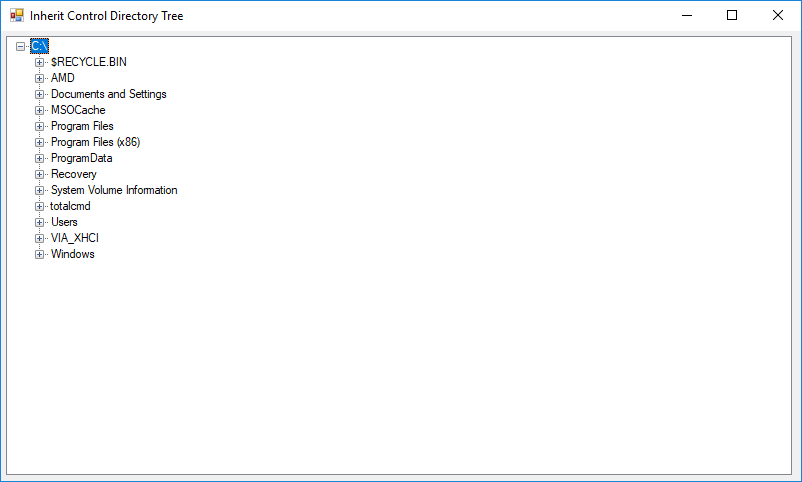 Inherit Control Directory Tree
C:\
$RECYCLE.BIN
AMD
Documents and Settings
MSOCache
Program Files
Program Files (x86)
ProgramData
Recovery
System Volume Information
totalcmd
Users
VIA_XHCI
Windows